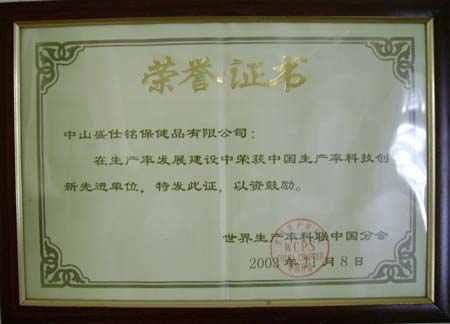 荣誉证书
中山盛仕铭保健品有限公司：
在生产率发展建设中荣获中国生产率科技创
新先进单位，特发此证，以资鼓励。
世界生产率科联中国分会
WCPS
2003年11月8日